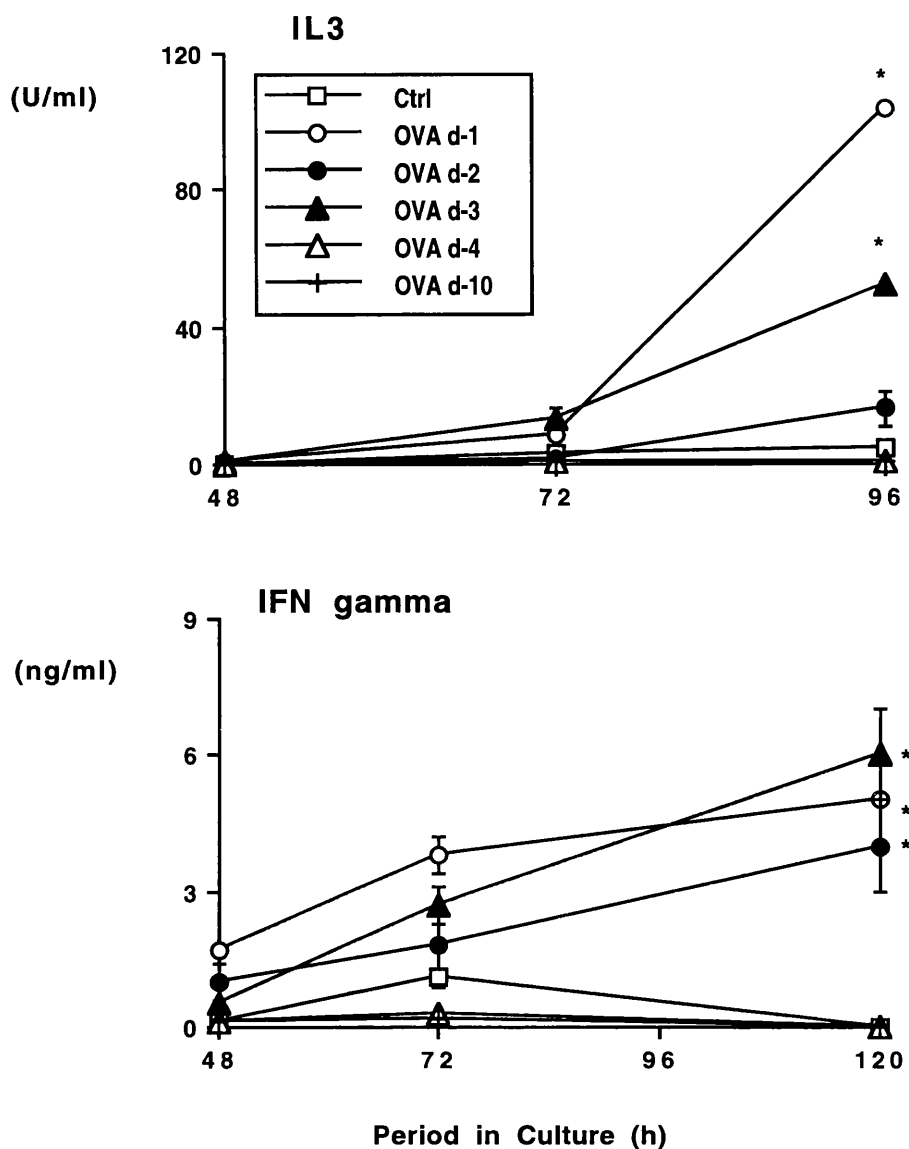 IL3
120
(U/ml)
80
40
0
Ctrl
OVA d-1
OVA d-2
OVA d-3
OVA d-4
OVA d-10
*
*
48 72 96
IFN gamma
9
(ng/ml)
6
3
0
*
*
*
48 72 96 120
Period in Culture (h)